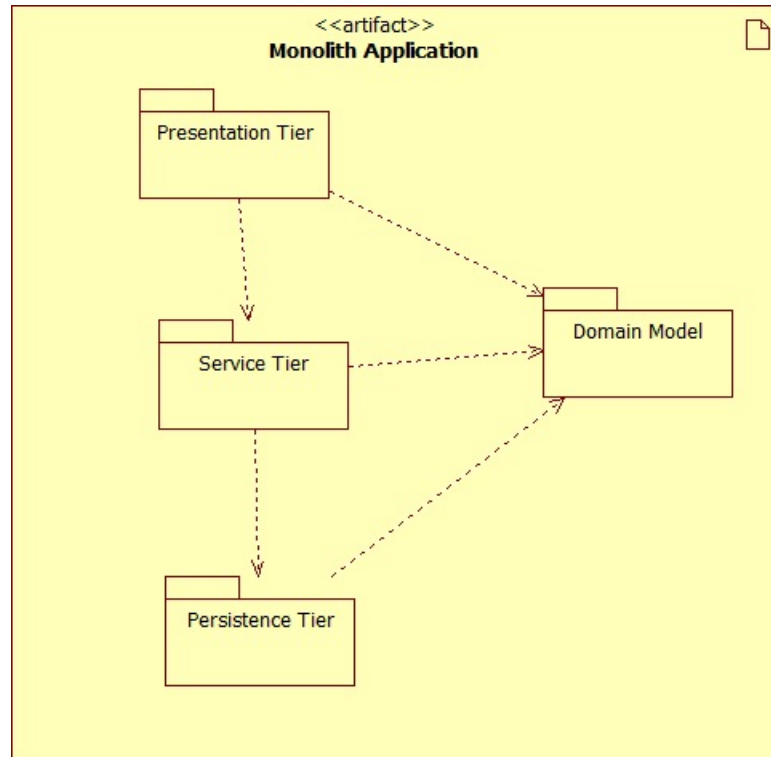 <<artifact>>
Monolith Application
Presentation Tier
Domain Model
Service Tier
Persistence Tier